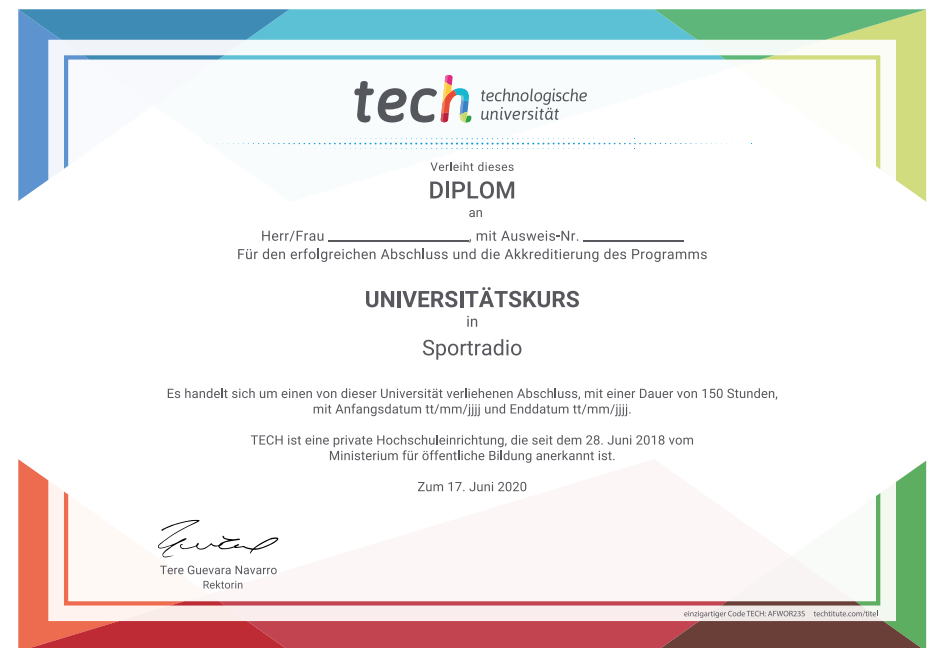 tech technologische
universität
Verleiht dieses
DIPLOM
an
Herr/Frau ____________________, mit Ausweis-Nr. ______________
Für den erfolgreichen Abschluss und die Akkreditierung des Programms
UNIVERSITÄTSKURS
in
Sportradio
Es handelt sich um einen von dieser Universität verliehenen Abschluss, mit einer Dauer von 150 Stunden,
mit Anfangsdatum tt/mm/jjjj und Enddatum tt/mm/jjjj.
TECH ist eine private Hochschuleinrichtung, die seit dem 28. Juni 2018 vom
Ministerium für öffentliche Bildung anerkannt ist.
Zum 17. Juni 2020
Tere Guevara Navarro
Rektorin
einzigartiger Code TECH: AFWOR23S techtitute.com/titel